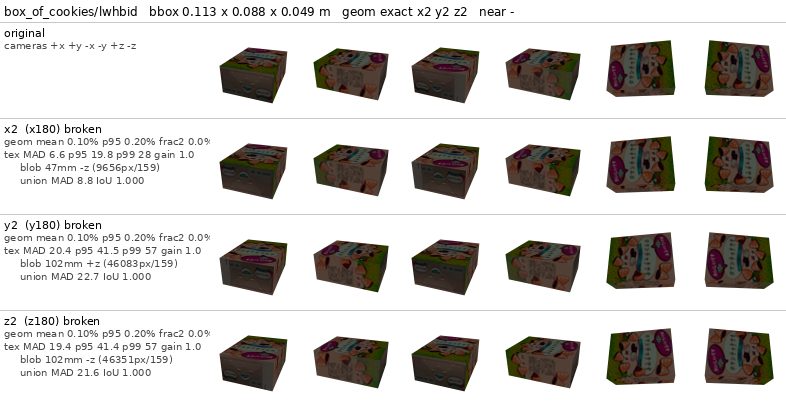 box_of_cookies/lwhbid   bbox 0.113 x 0.088 x 0.049 m   geom exact x2 y2 z2   near -
original
cameras +x +y -x -y +z -z
x2  (x180) broken
geom mean 0.10% p95 0.20% frac2 0.0%
tex MAD 6.6 p95 19.8 p99 28 gain 1.0
blob 47mm -z (9656px/159)
union MAD 8.8 IoU 1.000
y2  (y180) broken
geom mean 0.10% p95 0.20% frac2 0.0%
tex MAD 20.4 p95 41.5 p99 57 gain 1.0
blob 102mm +z (46083px/159)
union MAD 22.7 IoU 1.000
z2  (z180) broken
geom mean 0.10% p95 0.20% frac2 0.0%
tex MAD 19.4 p95 41.4 p99 57 gain 1.0
blob 102mm -z (46351px/159)
union MAD 21.6 IoU 1.000